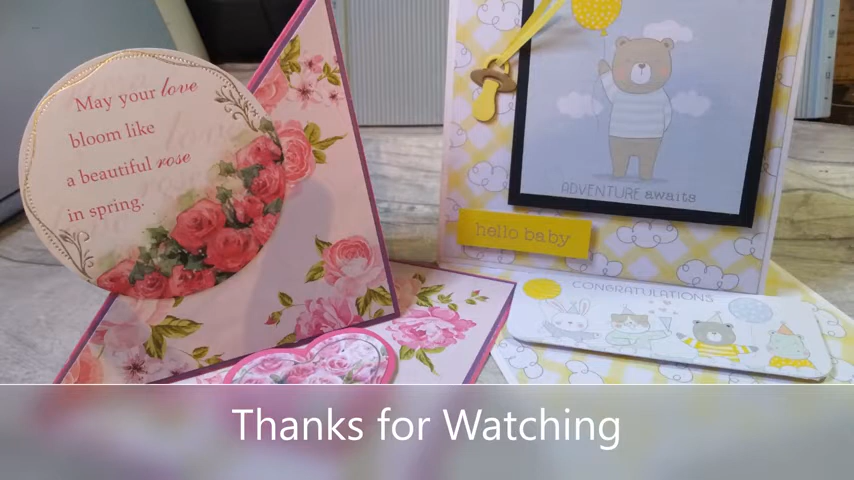 May your love
bloom like
a beautiful rose
in spring.
ADVENTURE awaits
hello baby
CONGRATULATIONS
Thanks for Watching